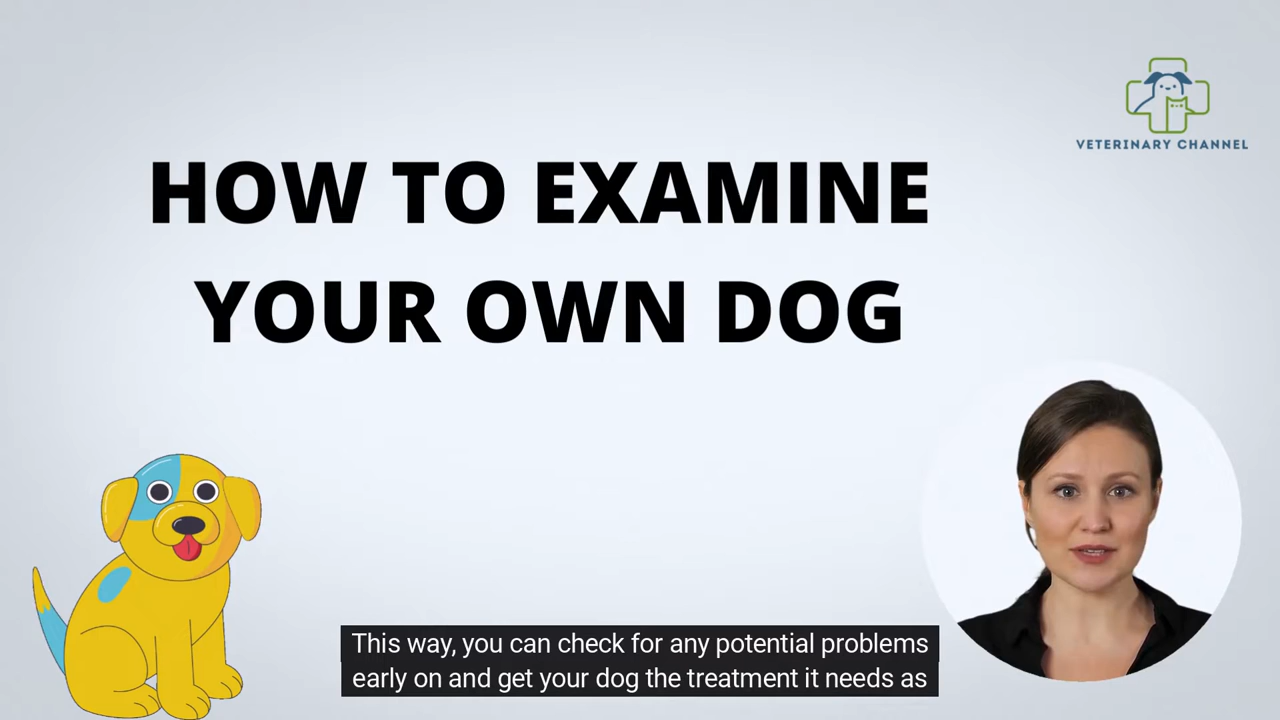 VETERINARY CHANNEL
HOW TO EXAMINE
YOUR OWN DOG
This way, you can check for any potential problems
early on and get your dog the treatment it needs as